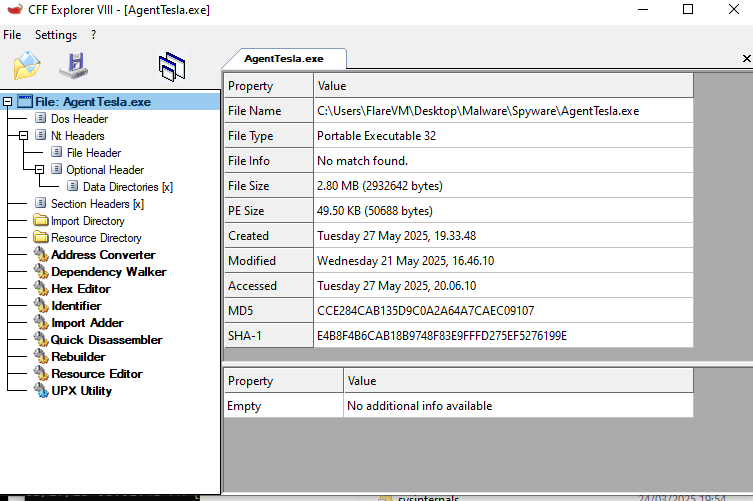 CFF Explorer VIII - [AgentTesla.exe]
File Settings ?
AgentTesla.exe
File: AgentTesla.exe
Dos Header
Nt Headers
File Header
Optional Header
Data Directories [x]
Section Headers [x]
Import Directory
Resource Directory
Address Converter
Dependency Walker
Hex Editor
Identifier
Import Adder
Quick Disassembler
Rebuilder
Resource Editor
UPX Utility
Property Value
File Name C:\Users\FlareVM\Desktop\Malware\Spyware\AgentTesla.exe
File Type Portable Executable 32
File Info No match found.
File Size 2.80 MB (2932642 bytes)
PE Size 49.50 KB (50688 bytes)
Created Tuesday 27 May 2025, 19.33.48
Modified Wednesday 21 May 2025, 16.46.10
Accessed Tuesday 27 May 2025, 20.06.10
MD5 CCE284CAB135D9C0A2A64A7CAEC09107
SHA-1 E4B8F4B6CAB18B9748F83E9FFFD275EF5276199E
Property Value
Empty No additional info available
sysinternals 24/03/2025 19:54